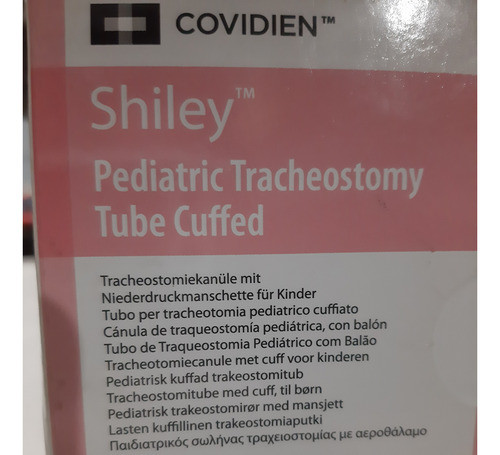 COVIDIEN™
Shiley™
Pediatric Tracheostomy
Tube Cuffed
Tracheostomiekanüle mit
Niederdruckmanschette für Kinder
Tubo per tracheotomia pediatrico cuffiato
Cánula de traqueostomía pediátrica, con balón
Tubo de Traqueostomia Pediátrico com Balão
Tracheotomiecanule met cuff voor kinderen
Pediatrisk kuffad trakeostomitub
Tracheostomitube med cuff, til børn
Pediatrisk trakeostomirør med mansjett
Lasten kuffillinen trakeostomiaputki
Παιδιατρικός σωλήνας τραχειοστομίας με αεροθάλαμο